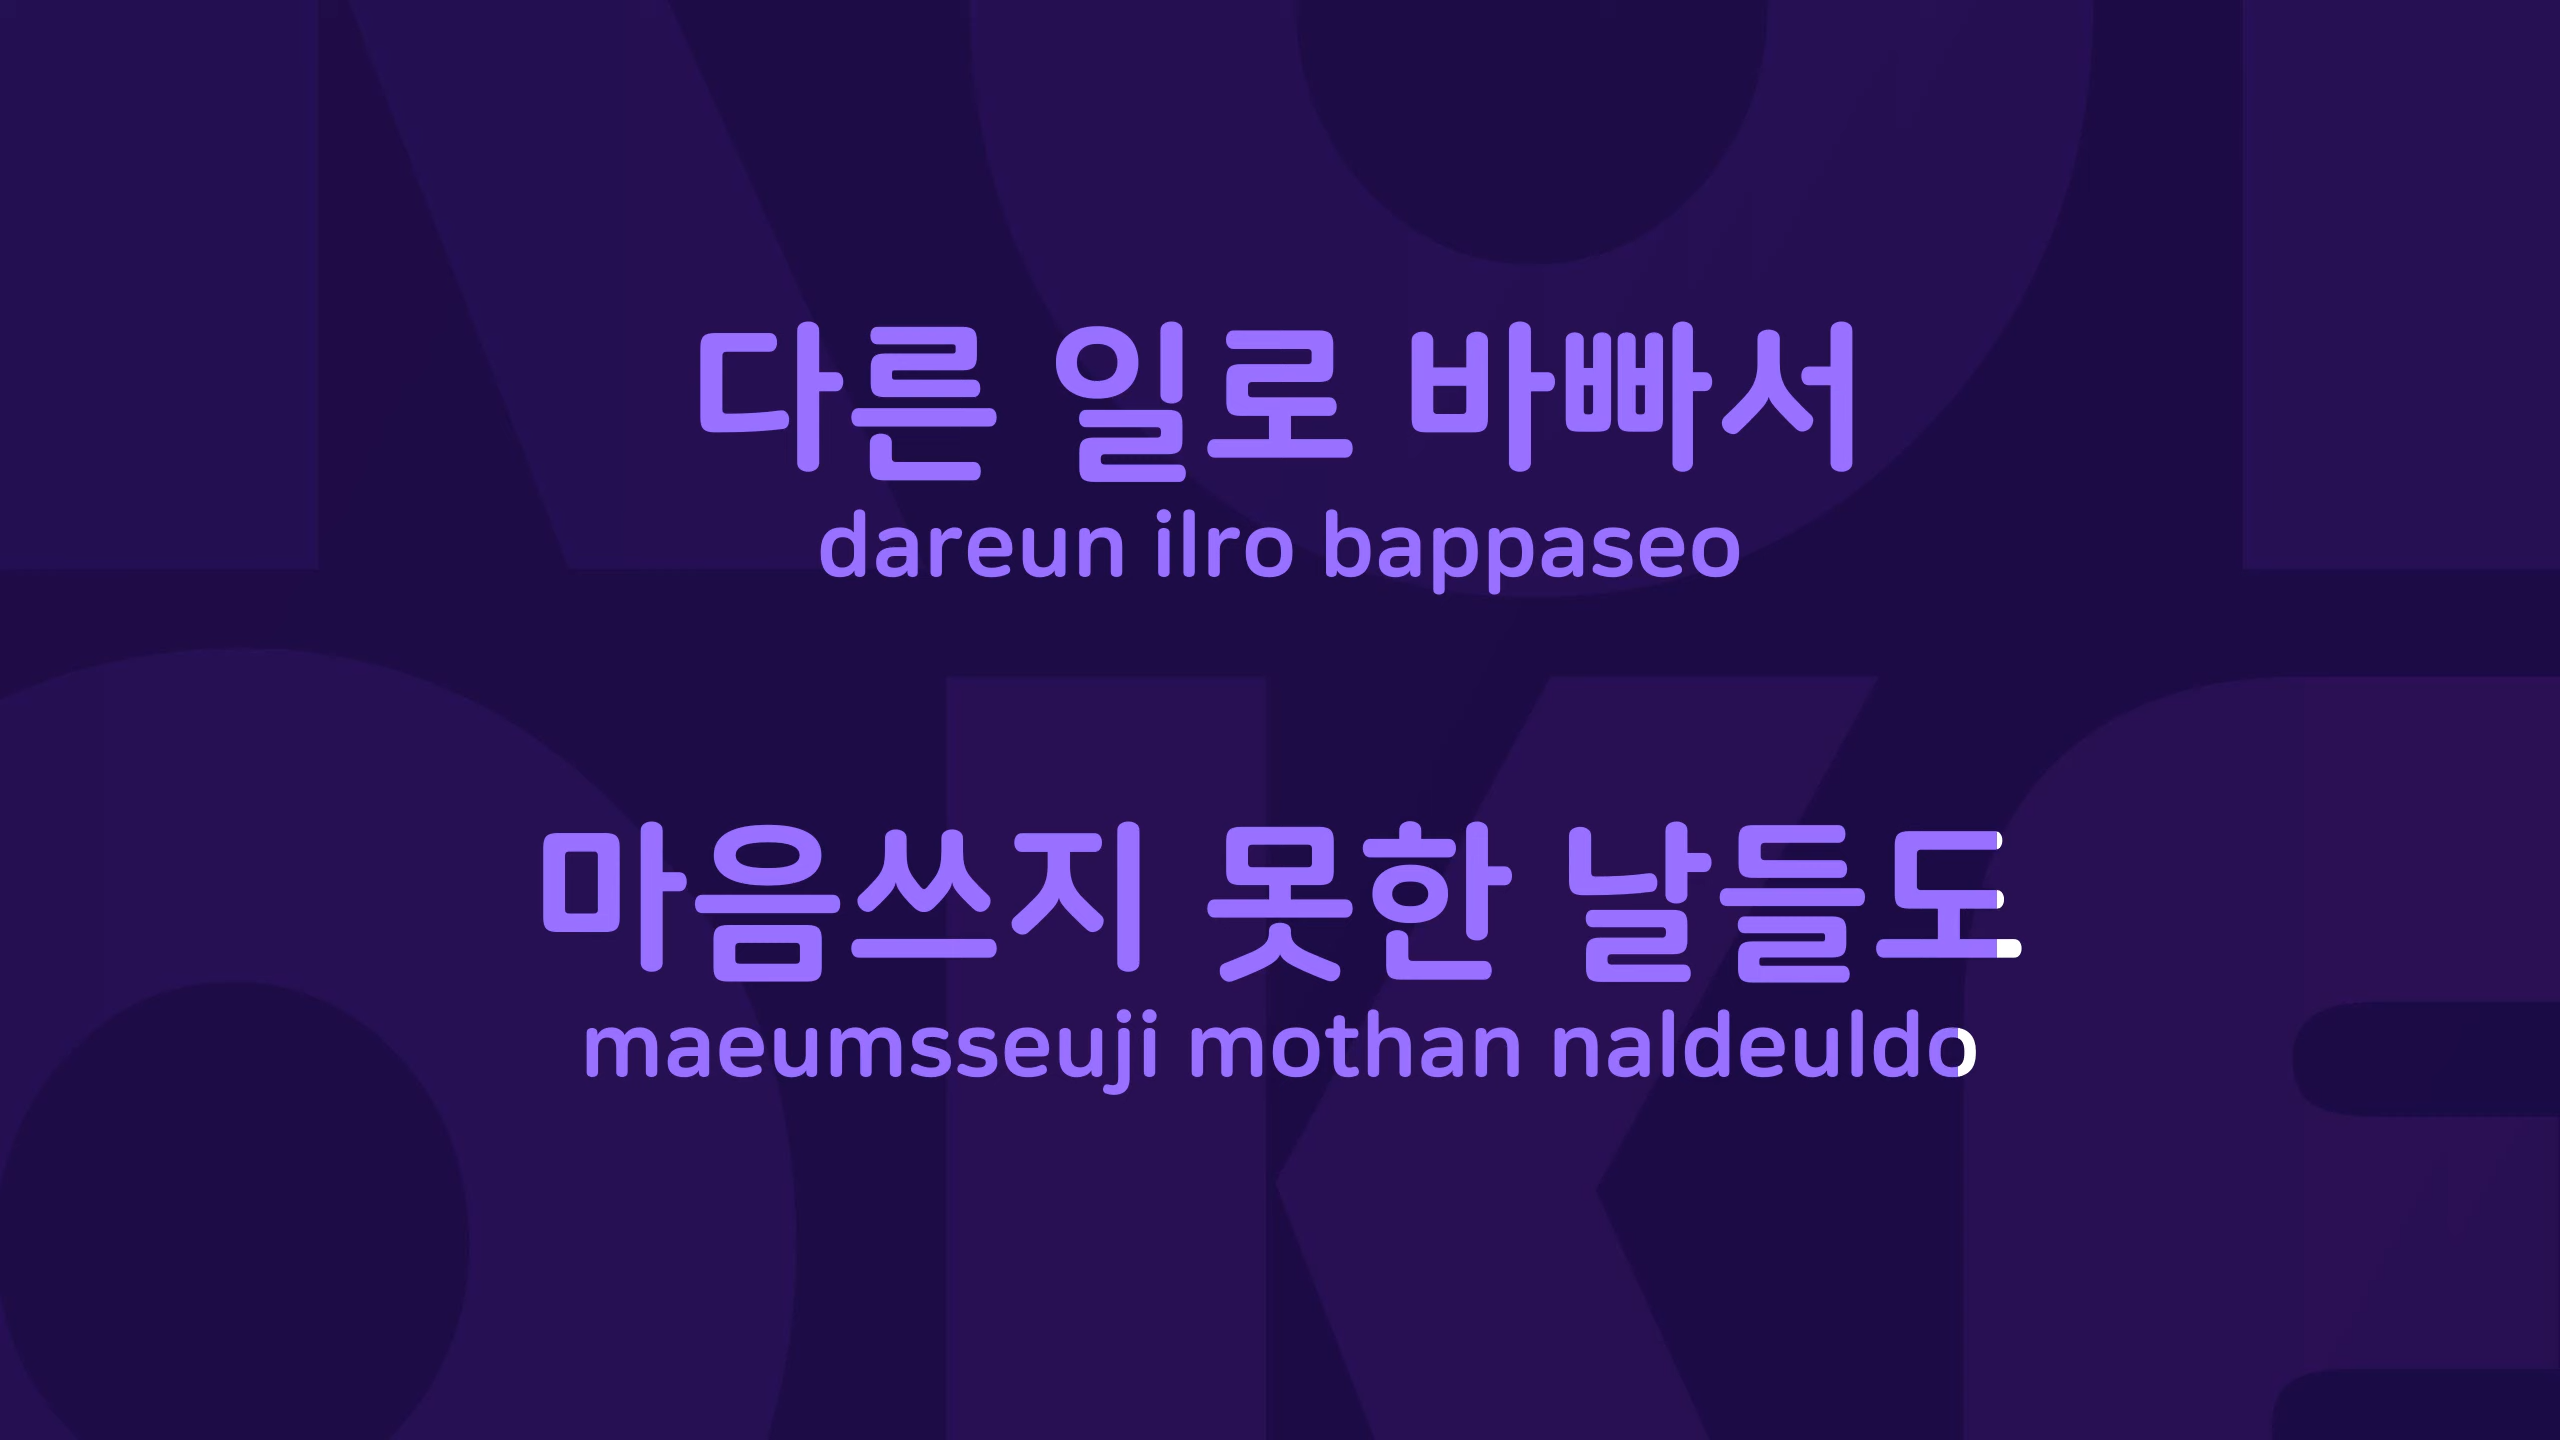 다른 일로 바빠서
dareun ilro bappaseo
마음쓰지 못한 날들도
maeumsseuji mothan naldeuldo